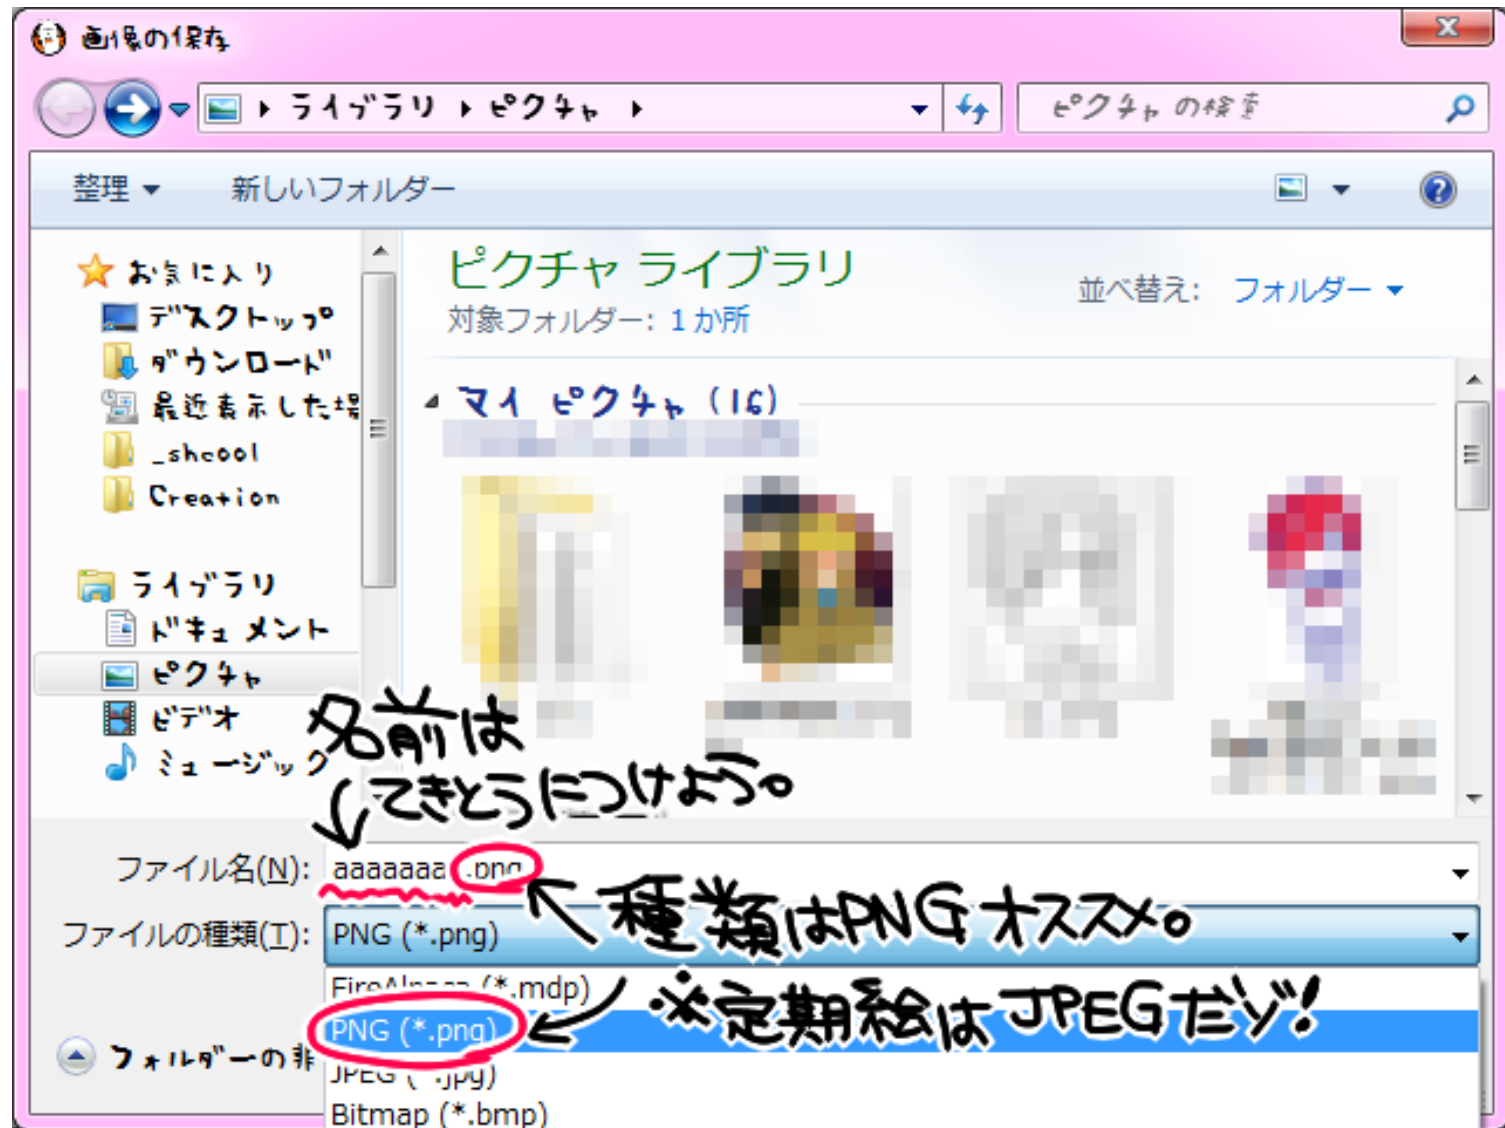 画像の保存
ライブラリ ピクチャ
ピクチャの検索
整理
新しいフォルダー
お気に入り
デスクトップ
ダウンロード
最近表示した場
_shcool
Creation
ライブラリ
ドキュメント
ピクチャ
ビデオ
ミュージック
ピクチャ ライブラリ
対象フォルダー: 1 か所
並べ替え: フォルダー
マイ ピクチャ (16)
名前は
てきとうにつけよう。
ファイル名(N): aaaaaaa .png
種類はPNGオススメ。
ファイルの種類(T): PNG (*.png)
FireAlpaca (*.mdp)
※定期絵はJPEGだゾ!
PNG (*.png)
JPEG (*.jpg)
Bitmap (*.bmp)
フォルダーの非